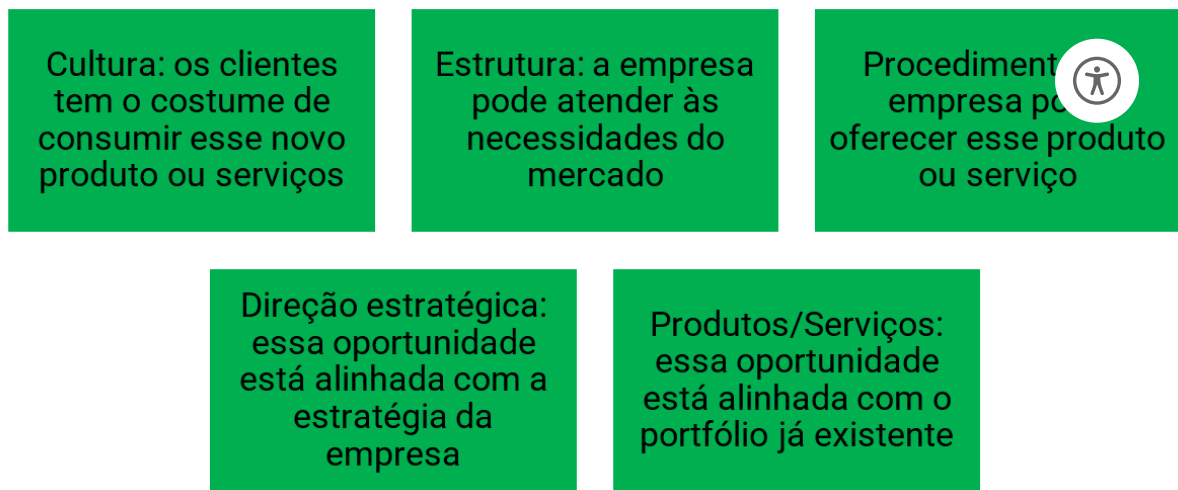 Cultura: os clientes
tem o costume de
consumir esse novo
produto ou serviços
Estrutura: a empresa
pode atender às
necessidades do
mercado
empresa
oferecer esse produto
ou serviço
Direção estratégica:
essa oportunidade
está alinhada com a
estratégia da
empresa
Produtos/Serviços:
essa oportunidade
está alinhada com o
portfólio já existente